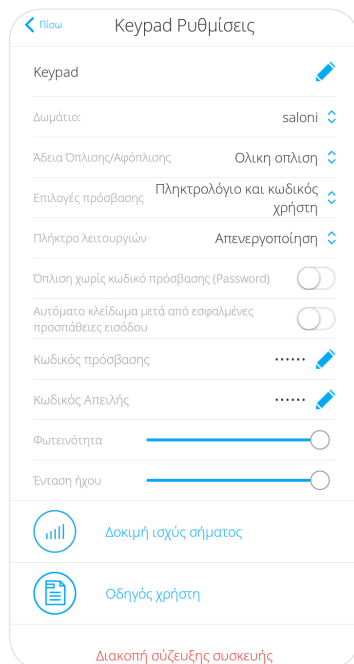 Πίσω Keypad Ρυθμίσεις
Keypad
Δωμάτιο: saloni
Άδεια Όπλισης/Αφόπλισης Ολικη οπλιση
Επιλογές πρόσβασης Πληκτρολόγιο και κωδικός
χρήστη
Πλήκτρο λειτουργιών Απενεργοποίηση
Όπλιση χωρίς κωδικό πρόσβασης (Password)
Αυτόματο κλείδωμα μετά από εσφαλμένες
προσπάθειες εισόδου
Κωδικός πρόσβασης ······
Κωδικός Απειλής ······
Φωτεινότητα
Ένταση ήχου
Δοκιμή ισχύς σήματος
Οδηγός χρήστη
Διακοπή σύζευξης συσκευής